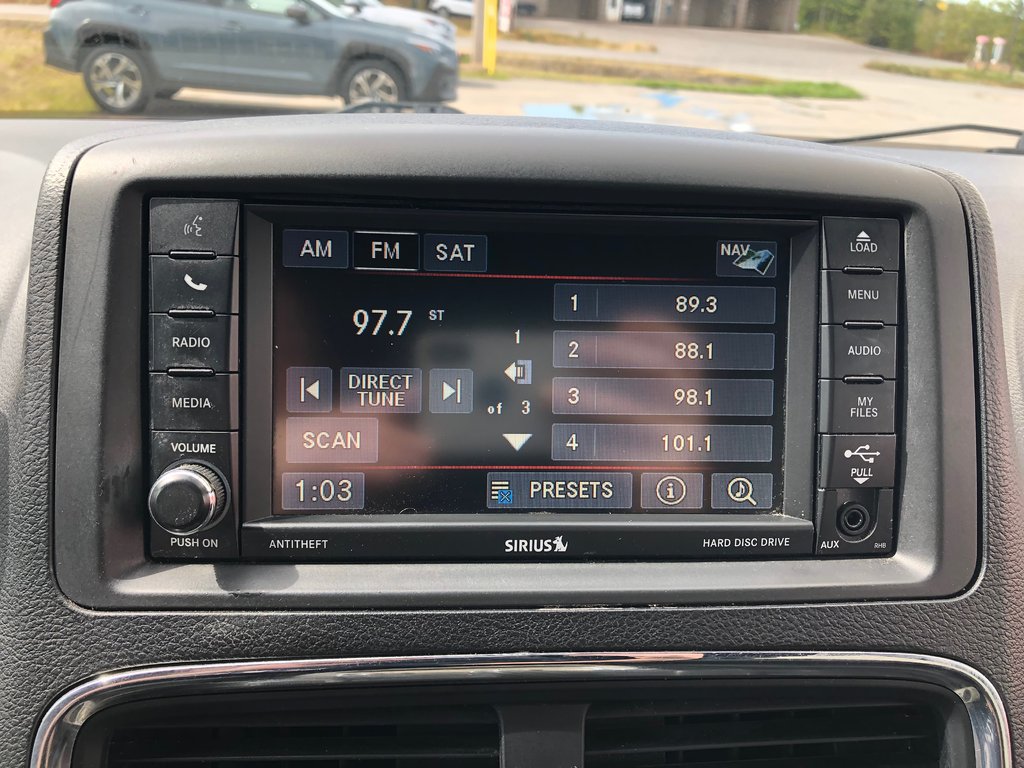 AM FM SAT NAV
97.7 ST
1
of 3
DIRECT
TUNE
SCAN
1 89.3
2 88.1
3 98.1
4 101.1
1:03 PRESETS
RADIO
MEDIA
VOLUME
PUSH ON
LOAD
MENU
AUDIO
MY
FILES
PULL
AUX RHB
ANTITHEFT SIRIUS HARD DISC DRIVE